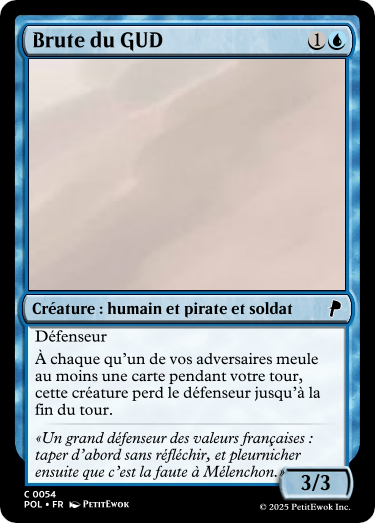 Brute du GUD
1
Créature : humain et pirate et soldat
Défenseur
À chaque qu'un de vos adversaires meule
au moins une carte pendant votre tour,
cette créature perd le défenseur jusqu'à la
fin du tour.
«Un grand défenseur des valeurs françaises :
taper d'abord sans réfléchir, et pleurnicher
ensuite que c'est la faute à Mélenchon.»
3/3
C 0054
POL • FR PETITEWOK
© 2025 PetitEwok Inc.